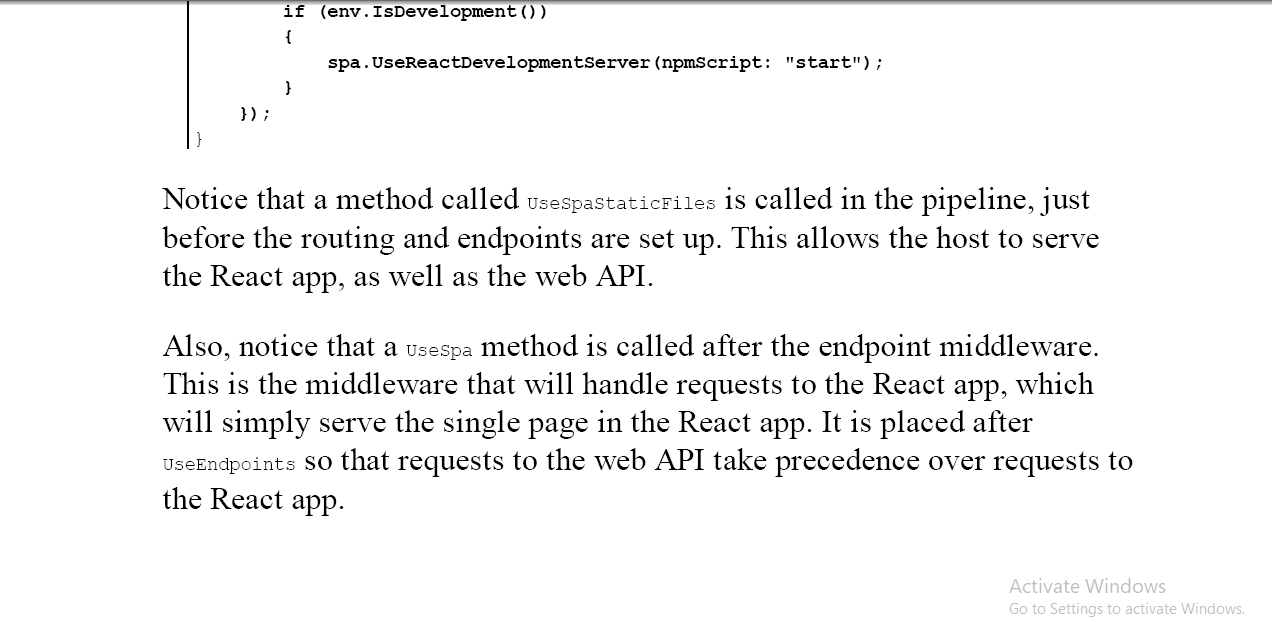 if (env.IsDevelopment())
{
spa.UseReactDevelopmentServer(npmScript: "start");
}
});
}
Notice that a method called UseSpaStaticFiles is called in the pipeline, just
before the routing and endpoints are set up. This allows the host to serve
the React app, as well as the web API.
Also, notice that a UseSpa method is called after the endpoint middleware.
This is the middleware that will handle requests to the React app, which
will simply serve the single page in the React app. It is placed after
UseEndpoints so that requests to the web API take precedence over requests to
the React app.
Activate Windows
Go to Settings to activate Windows.